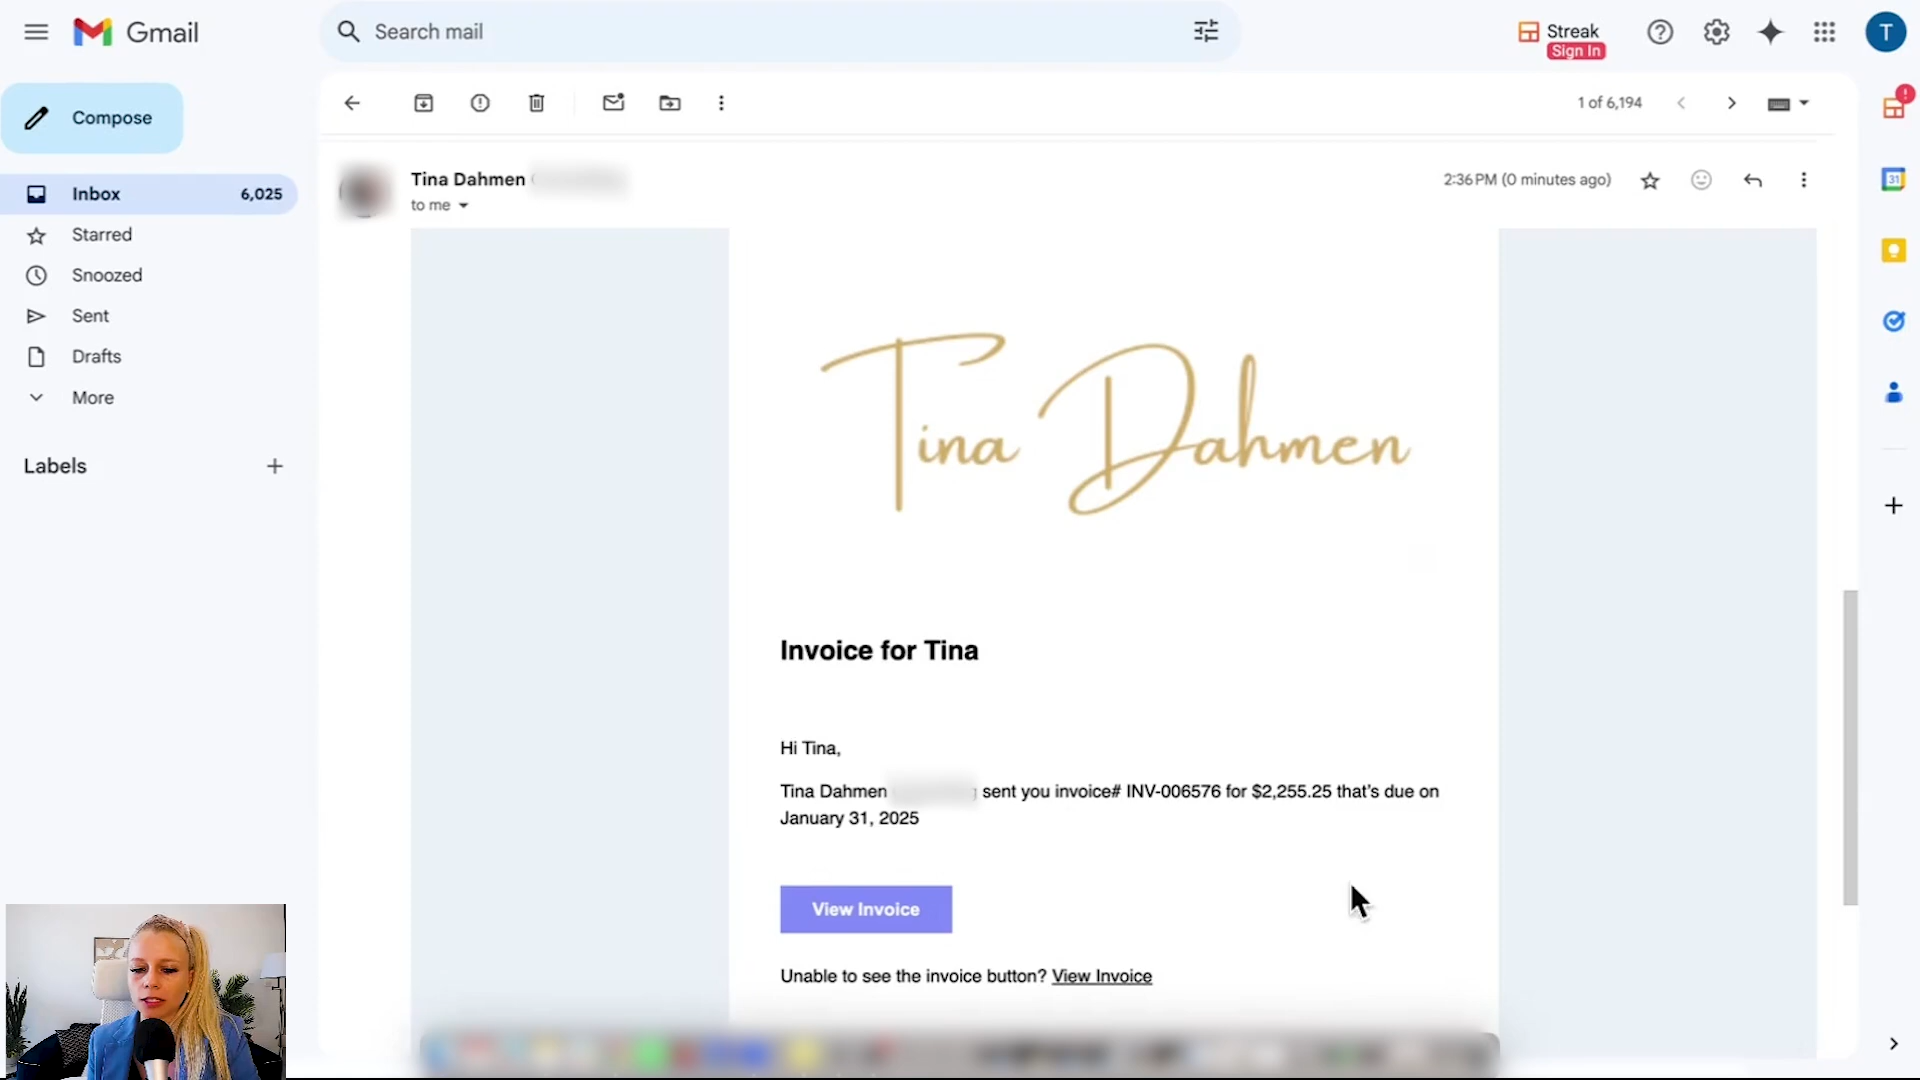 Gmail
Search mail
Streak
Sign In
T
Compose
1 of 6,194
Inbox 6,025
Starred
Snoozed
Sent
Drafts
More
Labels
Tina Dahmen
to me
2:36 PM (0 minutes ago)
31
Tina Dahmen
Invoice for Tina
Hi Tina,
Tina Dahmen sent you invoice# INV-006576 for $2,255.25 that's due on
January 31, 2025
View Invoice
Unable to see the invoice button? View Invoice